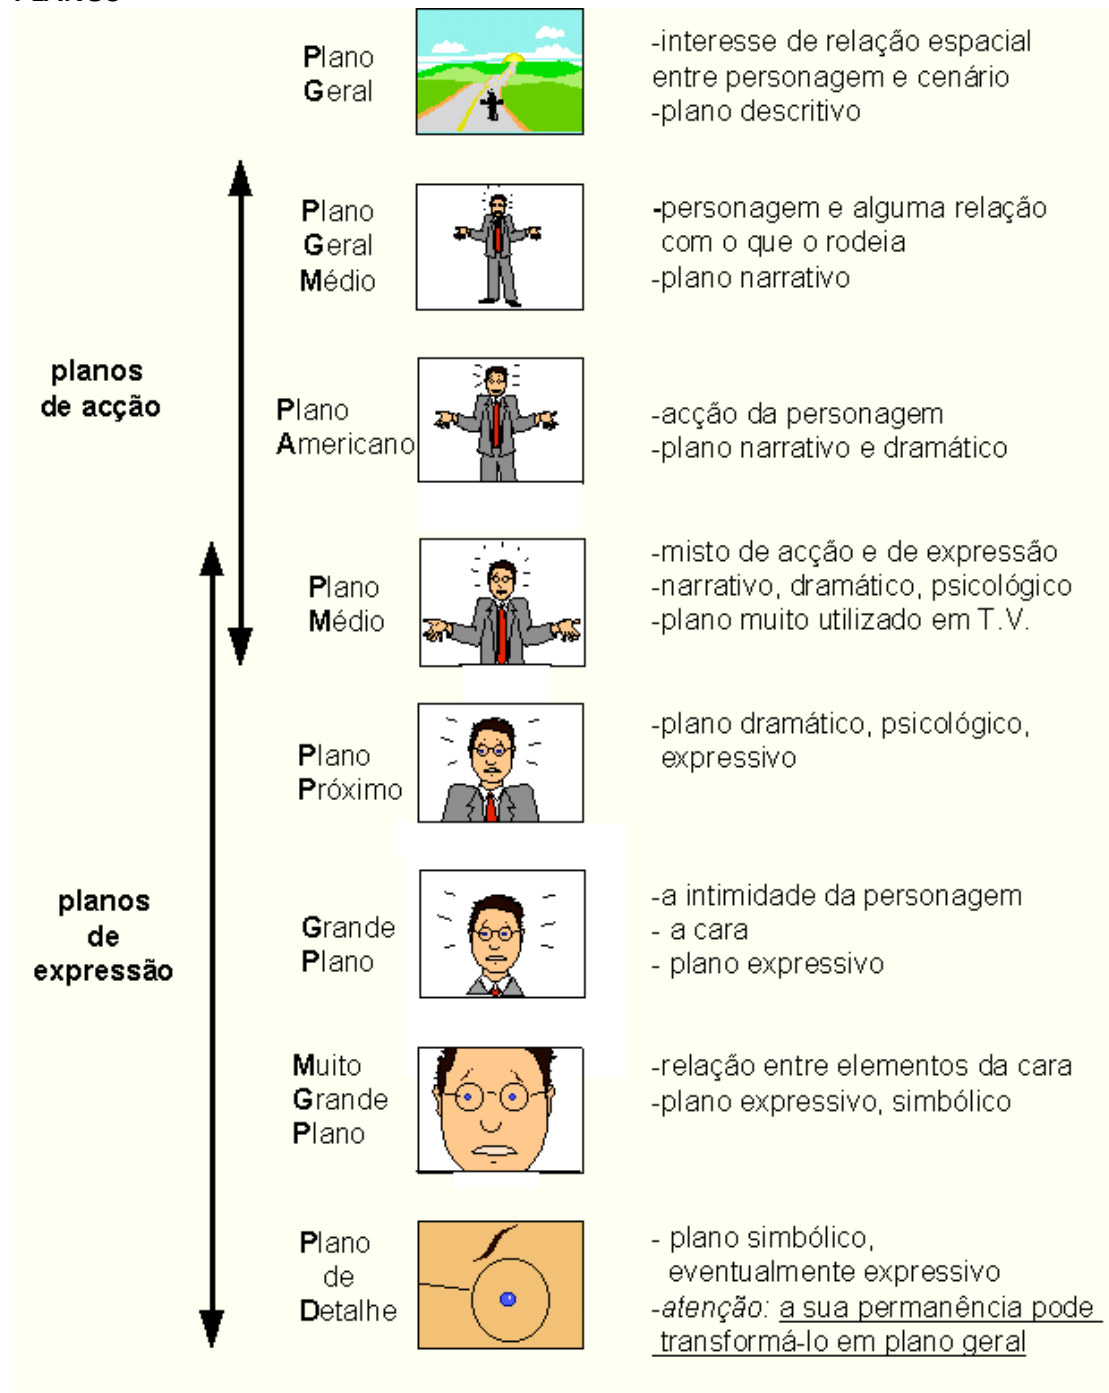 PLANOS
Plano
Geral
-interesse de relação espacial
entre personagem e cenário
-plano descritivo
Plano
Geral
Médio
-personagem e alguma relação
com o que o rodeia
-plano narrativo
planos
de acção
Plano
Americano
-acção da personagem
-plano narrativo e dramático
Plano
Médio
-misto de acção e de expressão
-narrativo, dramático, psicológico
-plano muito utilizado em T.V.
Plano
Próximo
-plano dramático, psicológico,
expressivo
planos
de
expressão
Grande
Plano
-a intimidade da personagem
- a cara
- plano expressivo
Muito
Grande
Plano
-relação entre elementos da cara
-plano expressivo, simbólico
Plano
de
Detalhe
- plano simbólico,
eventualmente expressivo
-atenção: a sua permanência pode
transformá-lo em plano geral